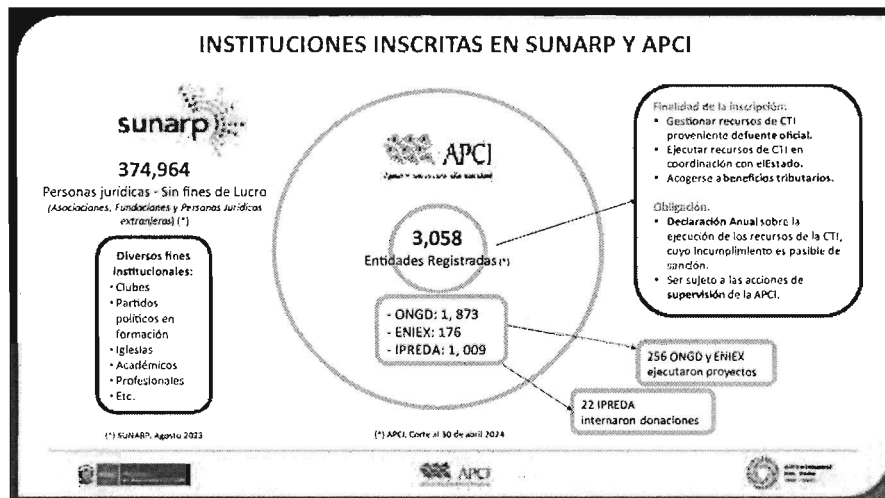 INSTITUCIONES INSCRITAS EN SUNARP Y APCI
sunarp
374,964
Personas jurídicas - Sin fines de Lucro
(Asociaciones, Fundaciones y Personas Jurídicas
extranjeras) (*)
Diversos fines
institucionales:
• Clubes
• Partidos
políticos en
formación
• Iglesias
• Académicos
• Profesionales
• Etc.
(*) SUNARP, Agosto 2023
APCI
3,058
Entidades Registradas (*)
- ONGD: 1, 873
- ENIEX: 176
- IPREDA: 1, 009
(*) APCI, Corte al 30 de abril 2024
Finalidad de la inscripción:
▪ Gestionar recursos de CTI
proveniente defuente oficial.
▪ Ejecutar recursos de CTI en
coordinación con elEstado.
▪ Acogerse abeneficios tributarios.
Obligación.
▪ Declaración Anual sobre la
ejecución de los recursos de la CTI,
cuyo incumplimiento es pasible de
sanción.
▪ Ser sujeto a las acciones de
supervisión de la APCI.
256 ONGD y ENIEX
ejecutaron proyectos
22 IPREDA
internaron donaciones
APCI